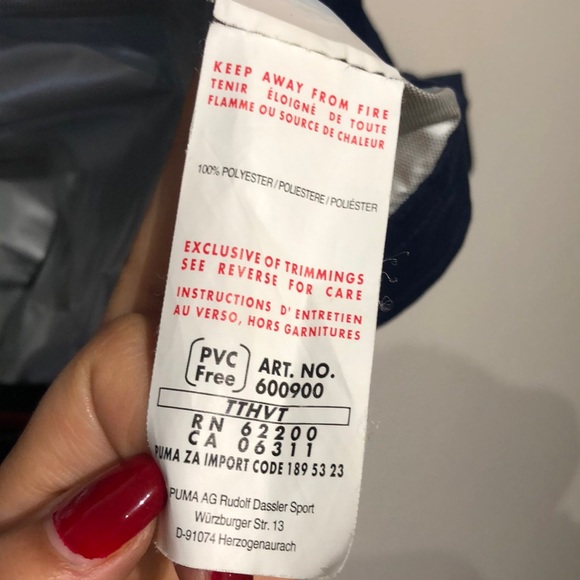 KEEP AWAY FROM FIRE
TENIR ÉLOIGNÉ DE TOUTE
FLAMME OU SOURCE DE CHALEUR
100% POLYESTER / POLIESTERE / POLIÉSTER
EXCLUSIVE OF TRIMMINGS
SEE REVERSE FOR CARE
INSTRUCTIONS D'ENTRETIEN
AU VERSO, HORS GARNITURES
PVC Free
ART. NO.
600900
TTHVT
RN 62200
CA 06311
PUMA ZA IMPORT CODE 189 53 23
PUMA AG Rudolf Dassler Sport
Würzburger Str. 13
D-91074 Herzogenaurach